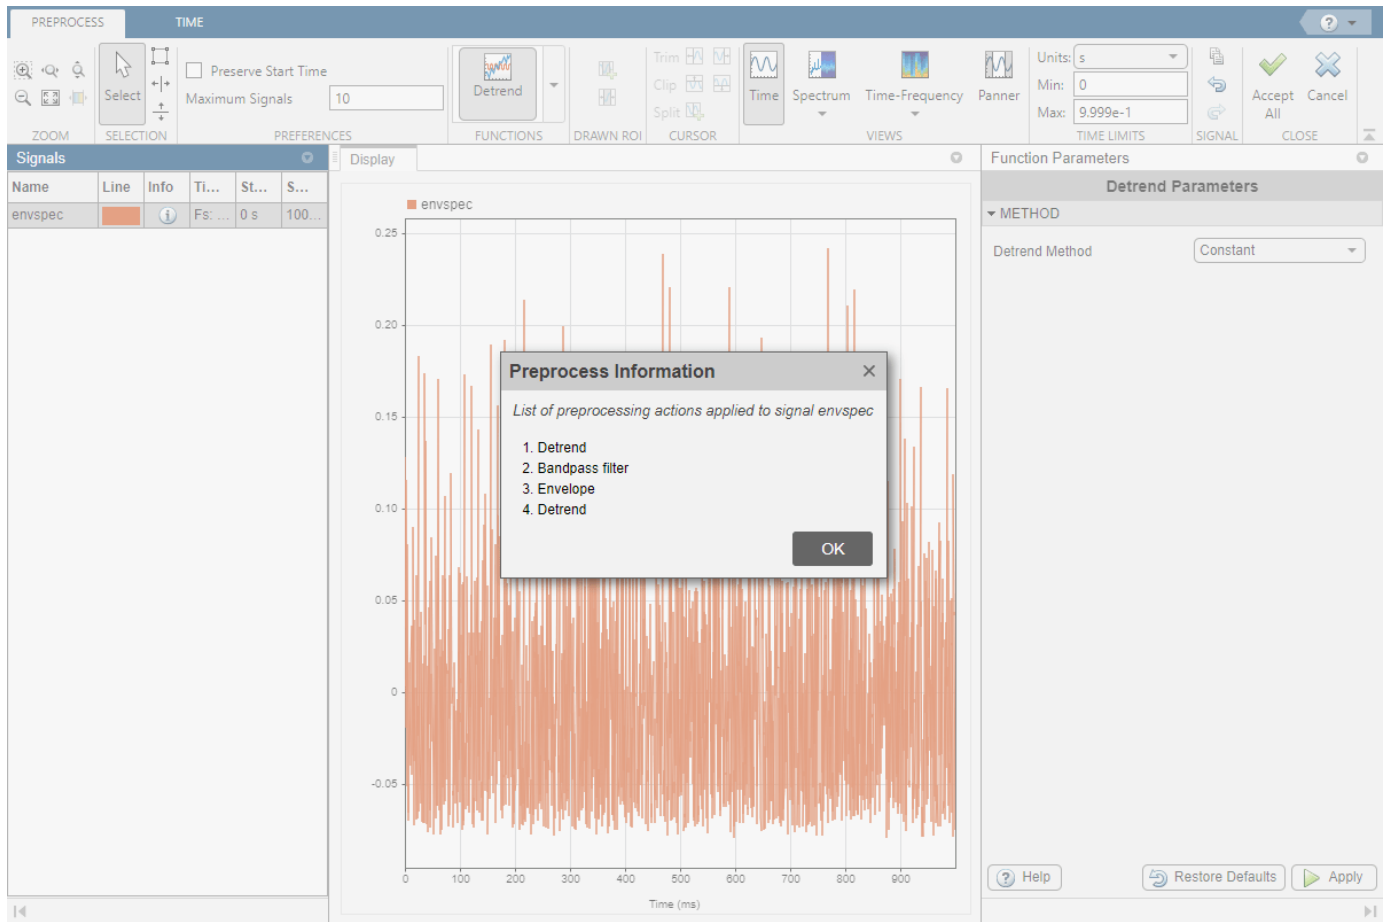 PREPROCESS TIME
?
Select
Preserve Start Time
Maximum Signals 10
Detrend
Trim
Clip
Split
Time Spectrum Time-Frequency Panner
Units: s
Min: 0
Max: 9.999e-1
Accept All
Cancel
ZOOM SELECTION PREFERENCES FUNCTIONS DRAWN ROI CURSOR VIEWS TIME LIMITS SIGNAL CLOSE
Signals
Name Line Info Ti... St... S...
envspec Fs: ... 0 s 100...
Display
envspec
0.25
0.20
0.15
0.10
0.05
0
-0.05
0 100 200 300 400 500 600 700 800 900
Time (ms)
Preprocess Information
List of preprocessing actions applied to signal envspec
1. Detrend
2. Bandpass filter
3. Envelope
4. Detrend
OK
Function Parameters
Detrend Parameters
METHOD
Detrend Method Constant
? Help Restore Defaults Apply